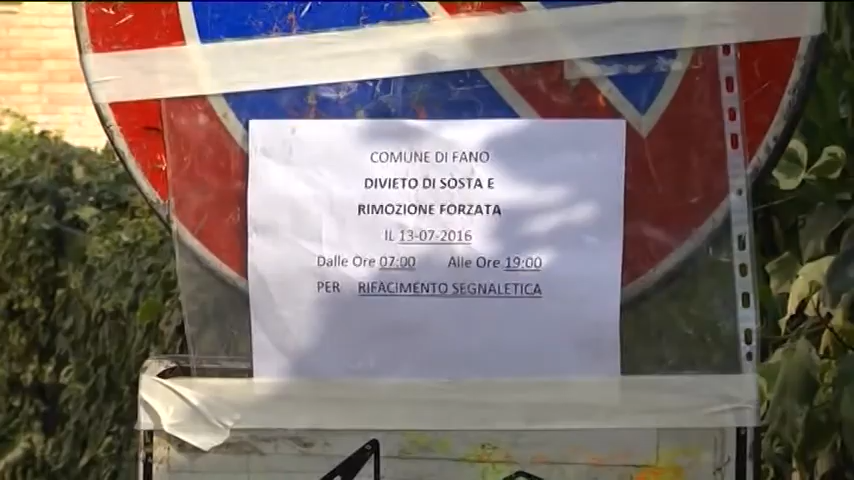 COMUNE DI FANO
DIVIETO DI SOSTA E
RIMOZIONE FORZATA
IL 13-07-2016
Dalle Ore 07:00 Alle Ore 19:00
PER RIFACIMENTO SEGNALETICA